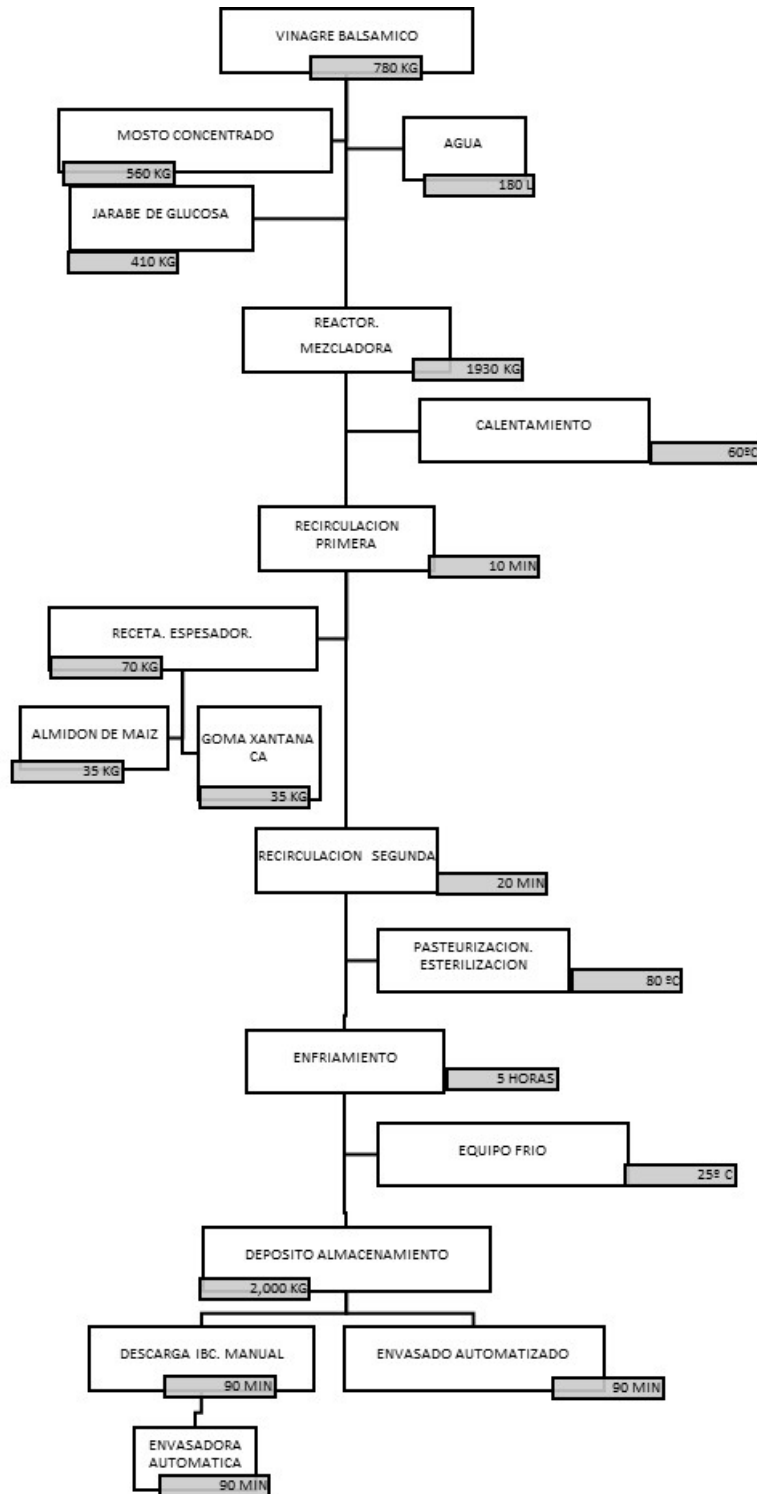 VINAGRE BALSAMICO
780 KG
MOSTO CONCENTRADO
560 KG
AGUA
180 L
JARABE DE GLUCOSA
410 KG
REACTOR.
MEZCLADORA
1930 KG
CALENTAMIENTO
60ºC
RECIRCULACION
PRIMERA
10 MIN
RECETA. ESPESADOR.
70 KG
ALMIDON DE MAIZ
35 KG
GOMA XANTANA
CA
35 KG
RECIRCULACION SEGUNDA
20 MIN
PASTEURIZACION.
ESTERILIZACION
80 ºC
ENFRIAMIENTO
5 HORAS
EQUIPO FRIO
25º C
DEPOSITO ALMACENAMIENTO
2,000 KG
DESCARGA IBC. MANUAL
90 MIN
ENVASADO AUTOMATIZADO
90 MIN
ENVASADORA
AUTOMATICA
90 MIN